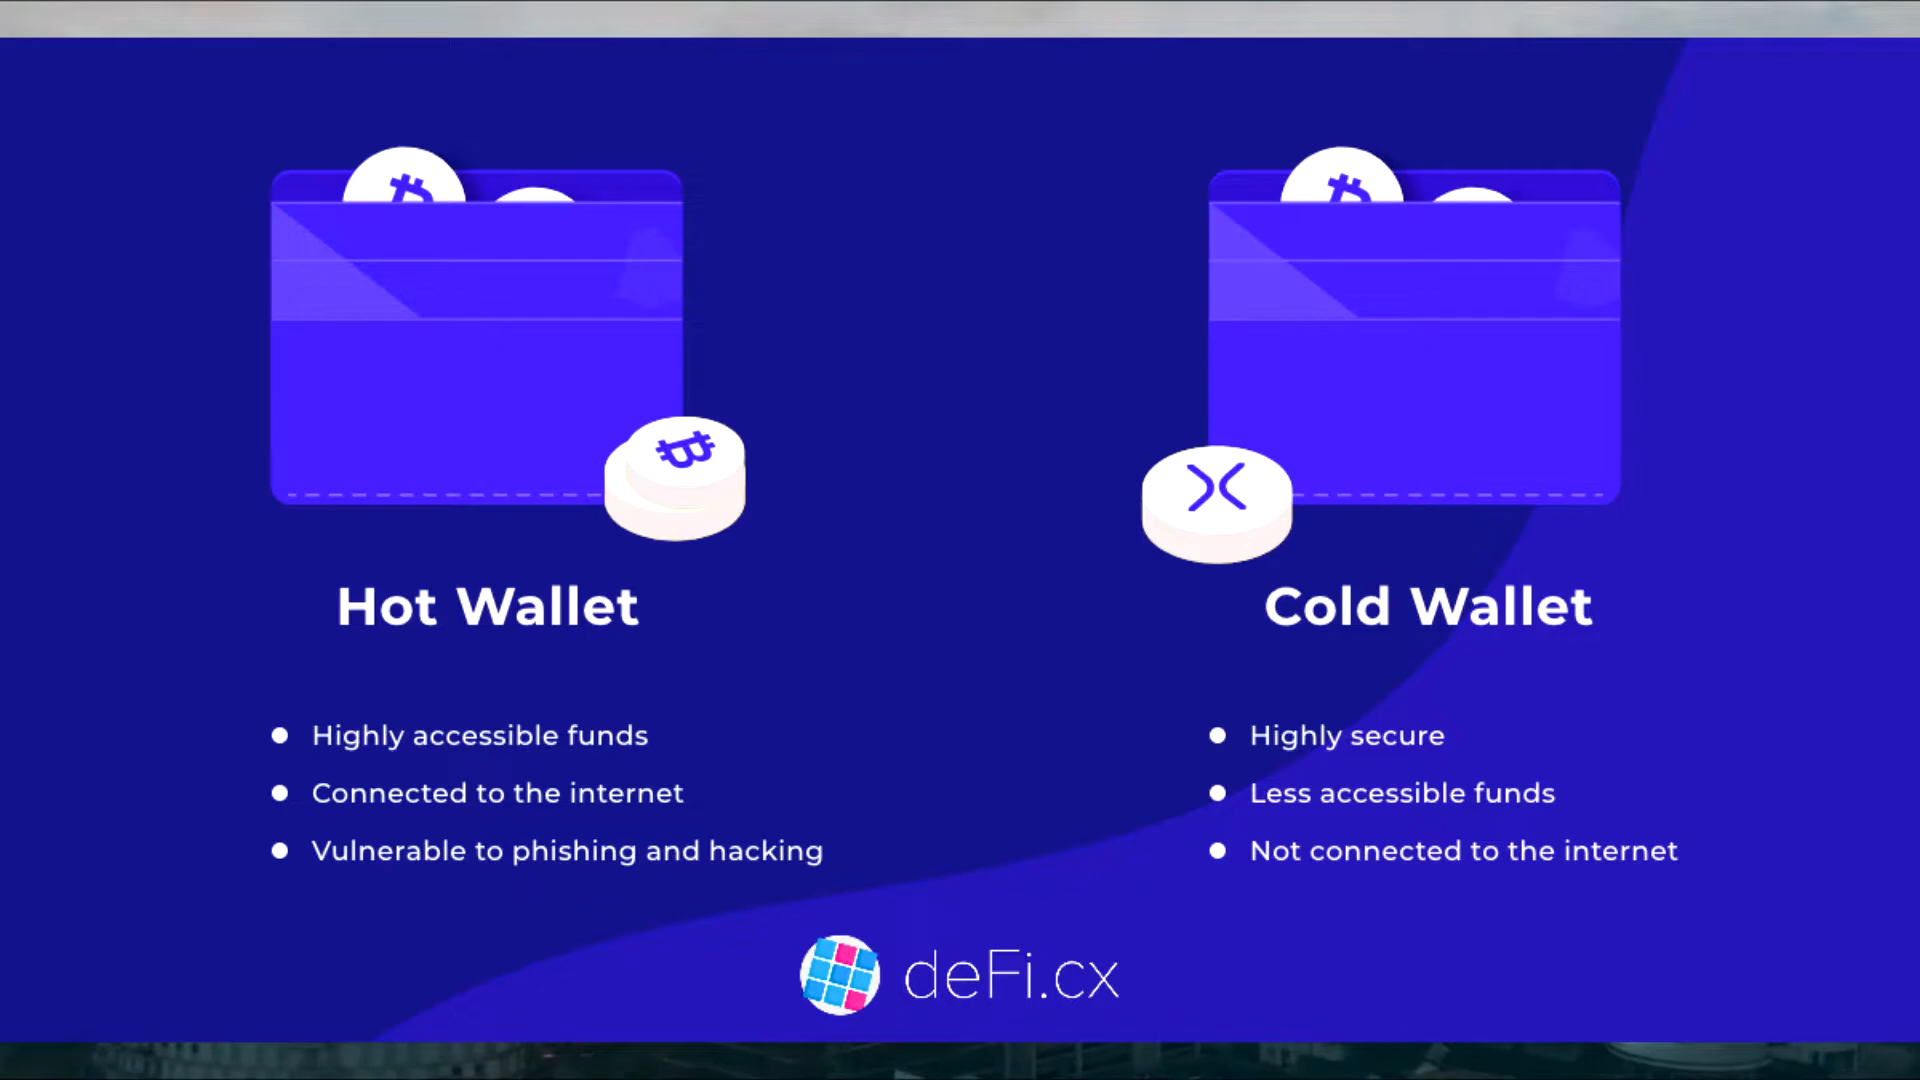 Hot Wallet
Highly accessible funds
Connected to the internet
Vulnerable to phishing and hacking
Cold Wallet
Highly secure
Less accessible funds
Not connected to the internet
deFi.cx